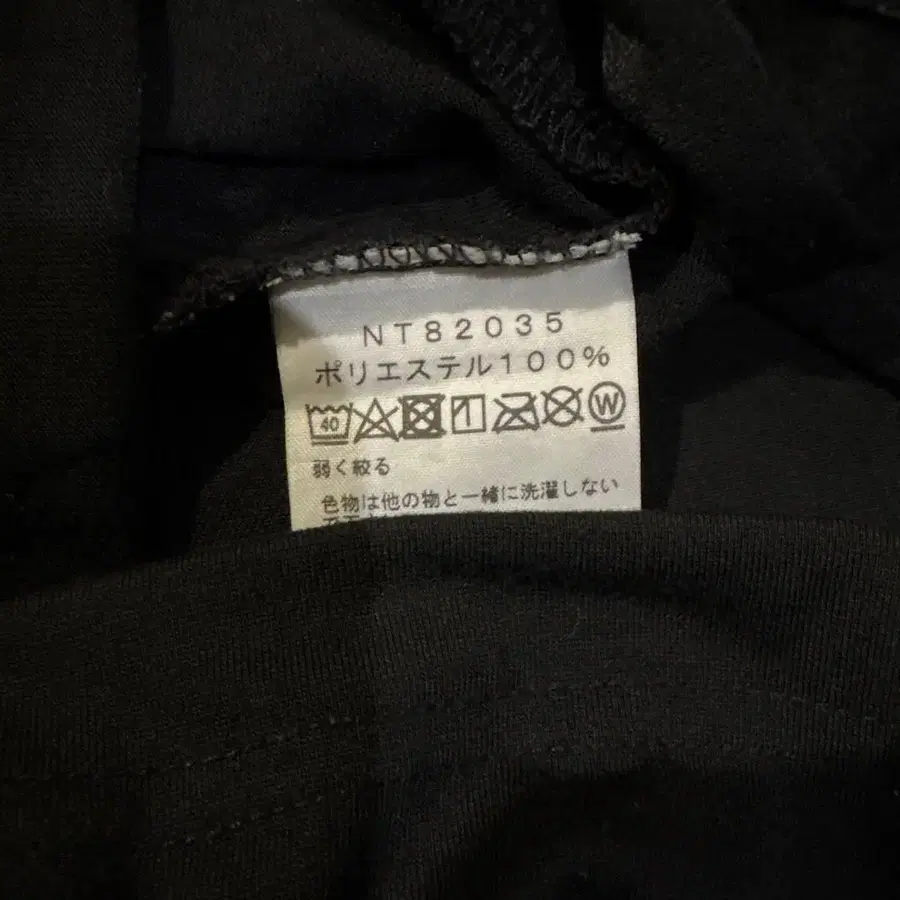 NT82035
ポリエステル100%
40 W
弱く絞る
色物は他の物と一緒に洗濯しない